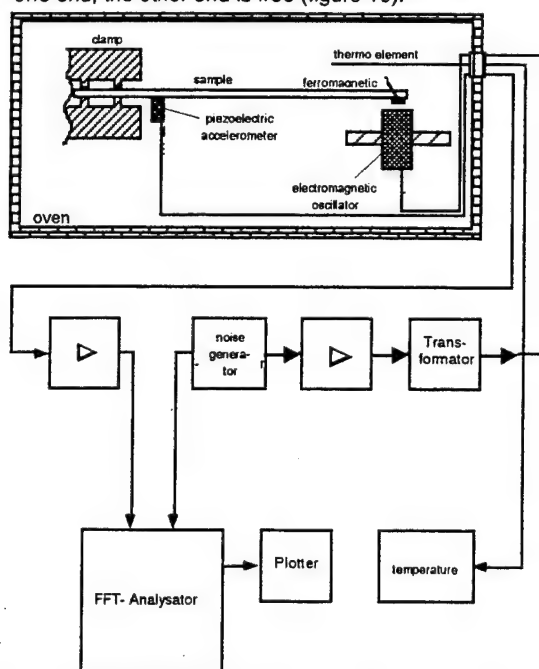 one end, the other end is free (figure 10).
clamp
thermo element
sample
ferromagnetic
piezoelectric
accelerometer
electromagnetic
oscillator
oven
noise
genera-
tor
Trans-
formator
FFT- Analysator
Plotter
temperature